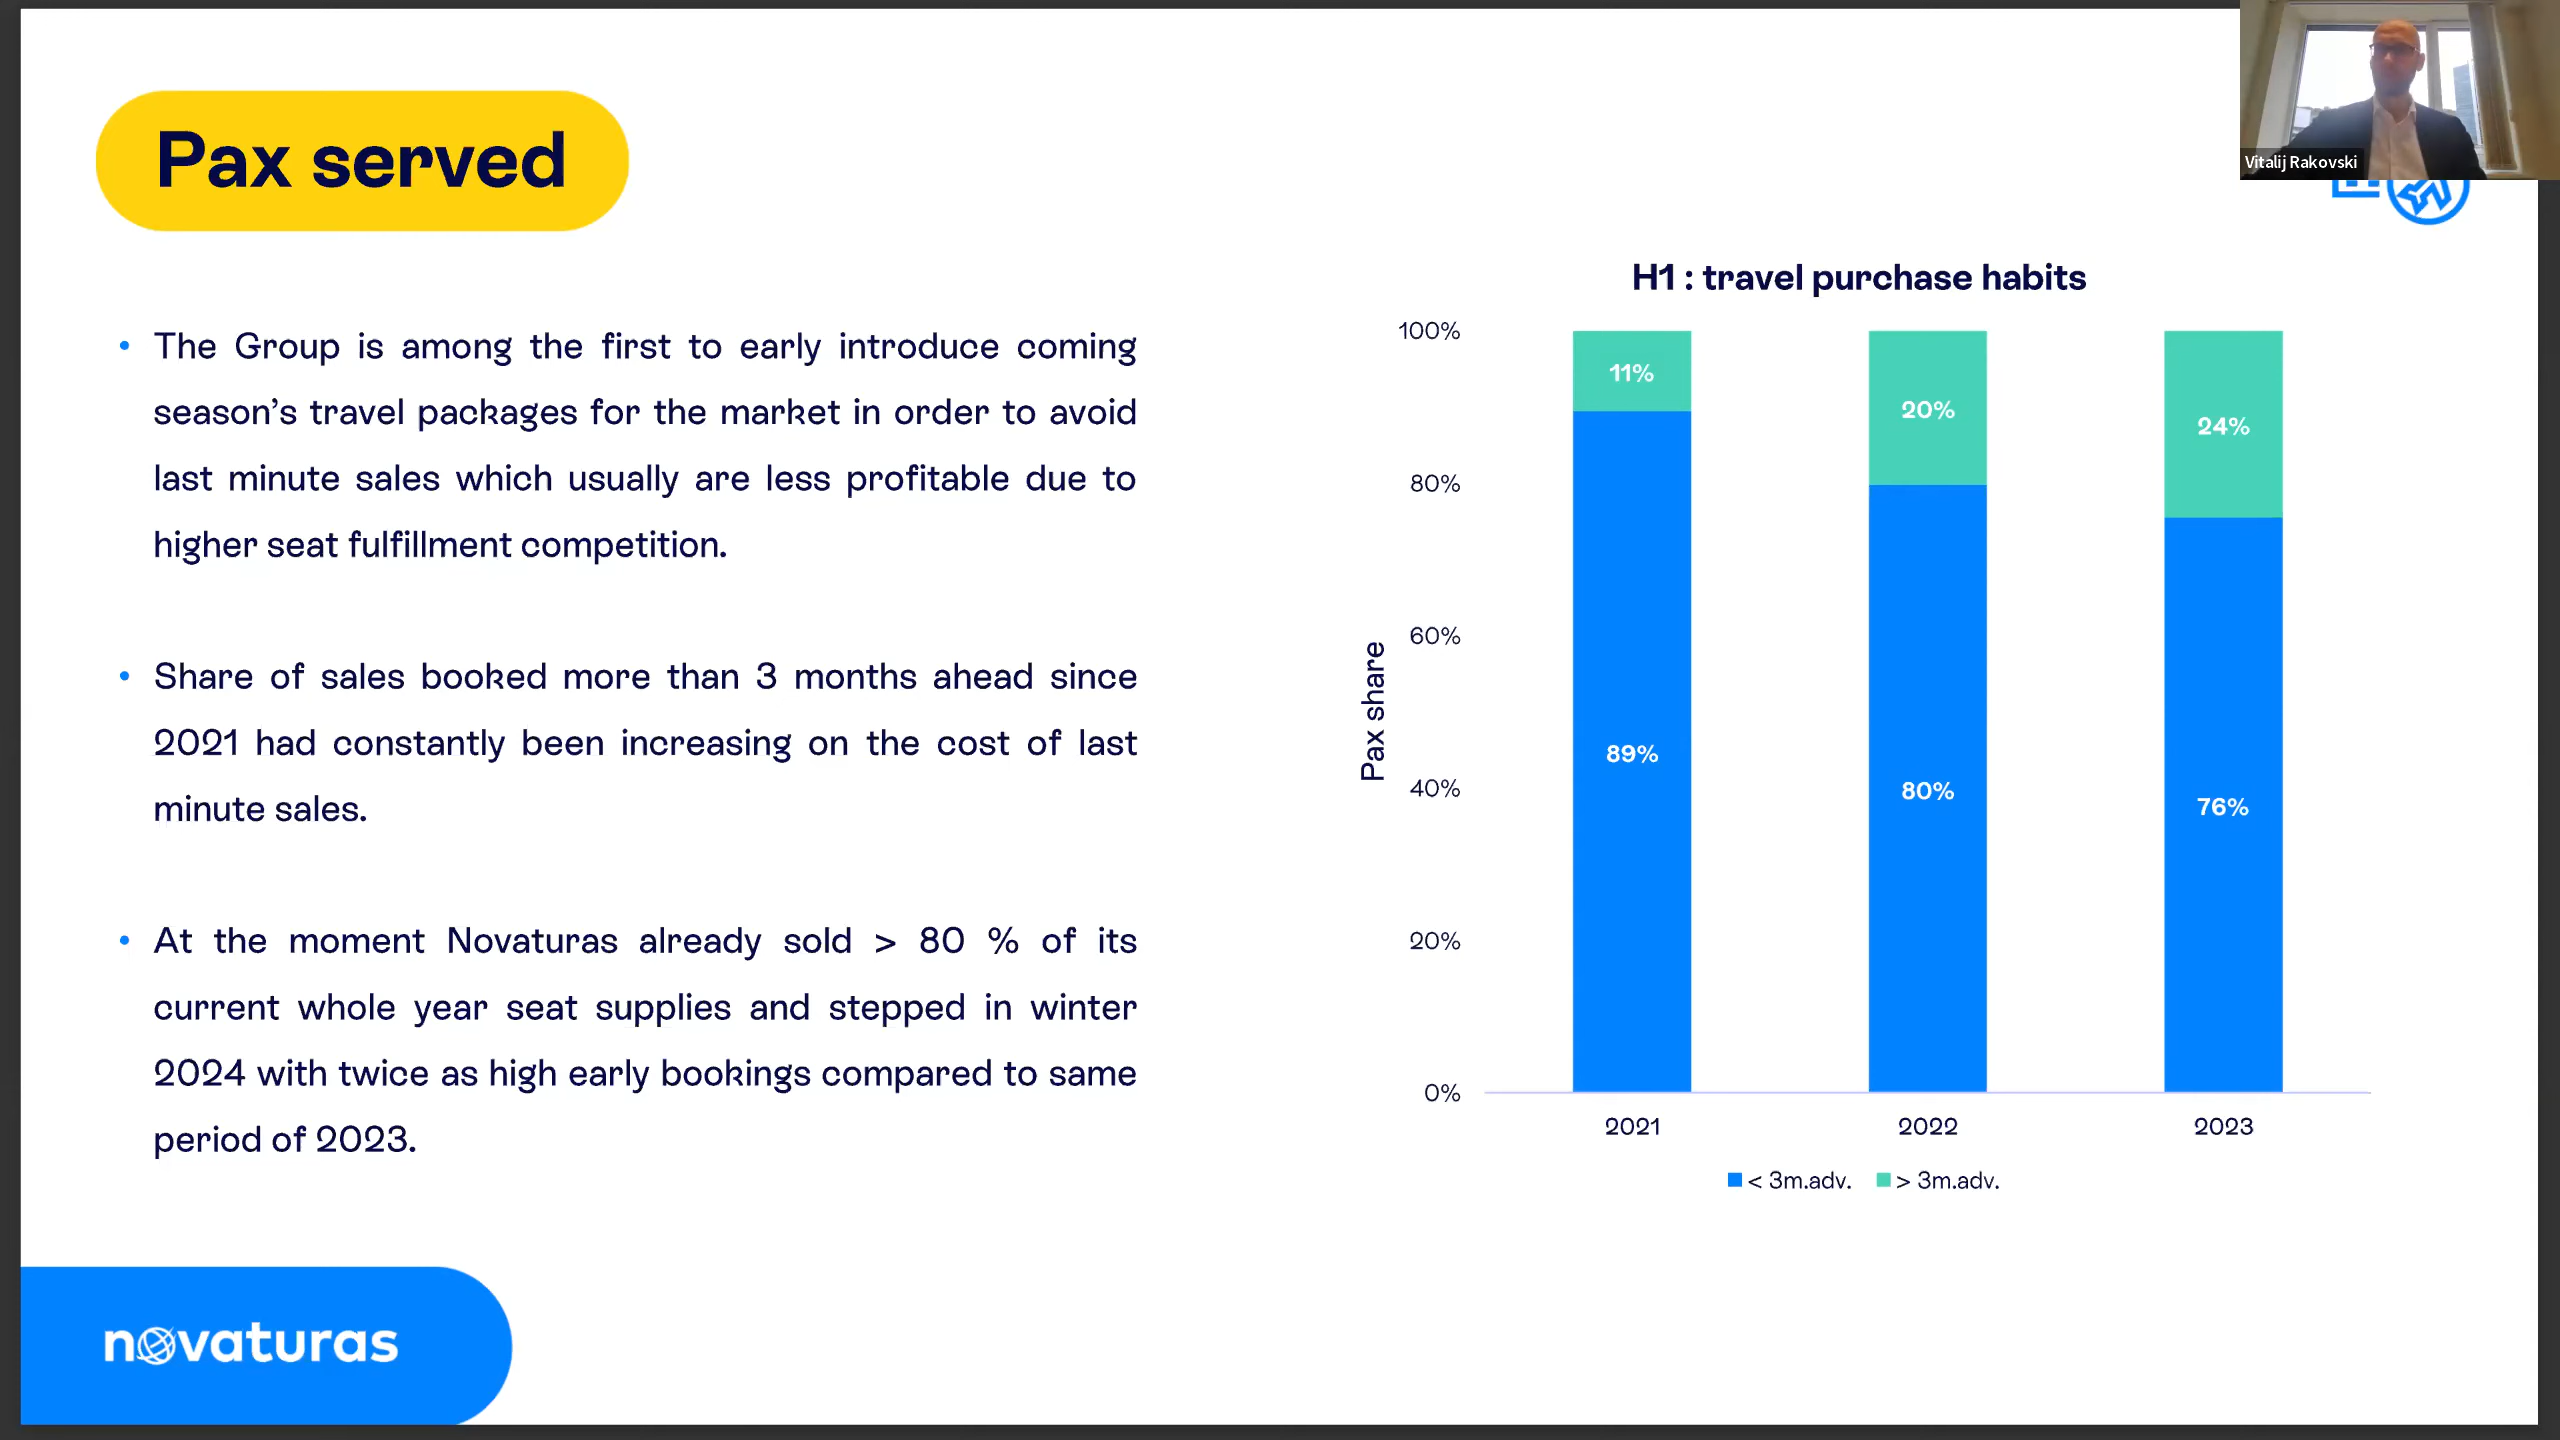 Vitalij Rakovski
Pax served
• The Group is among the first to early introduce coming
season’s travel packages for the market in order to avoid
last minute sales which usually are less profitable due to
higher seat fulfillment competition.
• Share of sales booked more than 3 months ahead since
2021 had constantly been increasing on the cost of last
minute sales.
• At the moment Novaturas already sold > 80 % of its
current whole year seat supplies and stepped in winter
2024 with twice as high early bookings compared to same
period of 2023.
H1 : travel purchase habits
Pax share
100%
80%
60%
40%
20%
0%
11%
20%
24%
89%
80%
76%
2021
2022
2023
< 3m.adv.
> 3m.adv.
novaturas